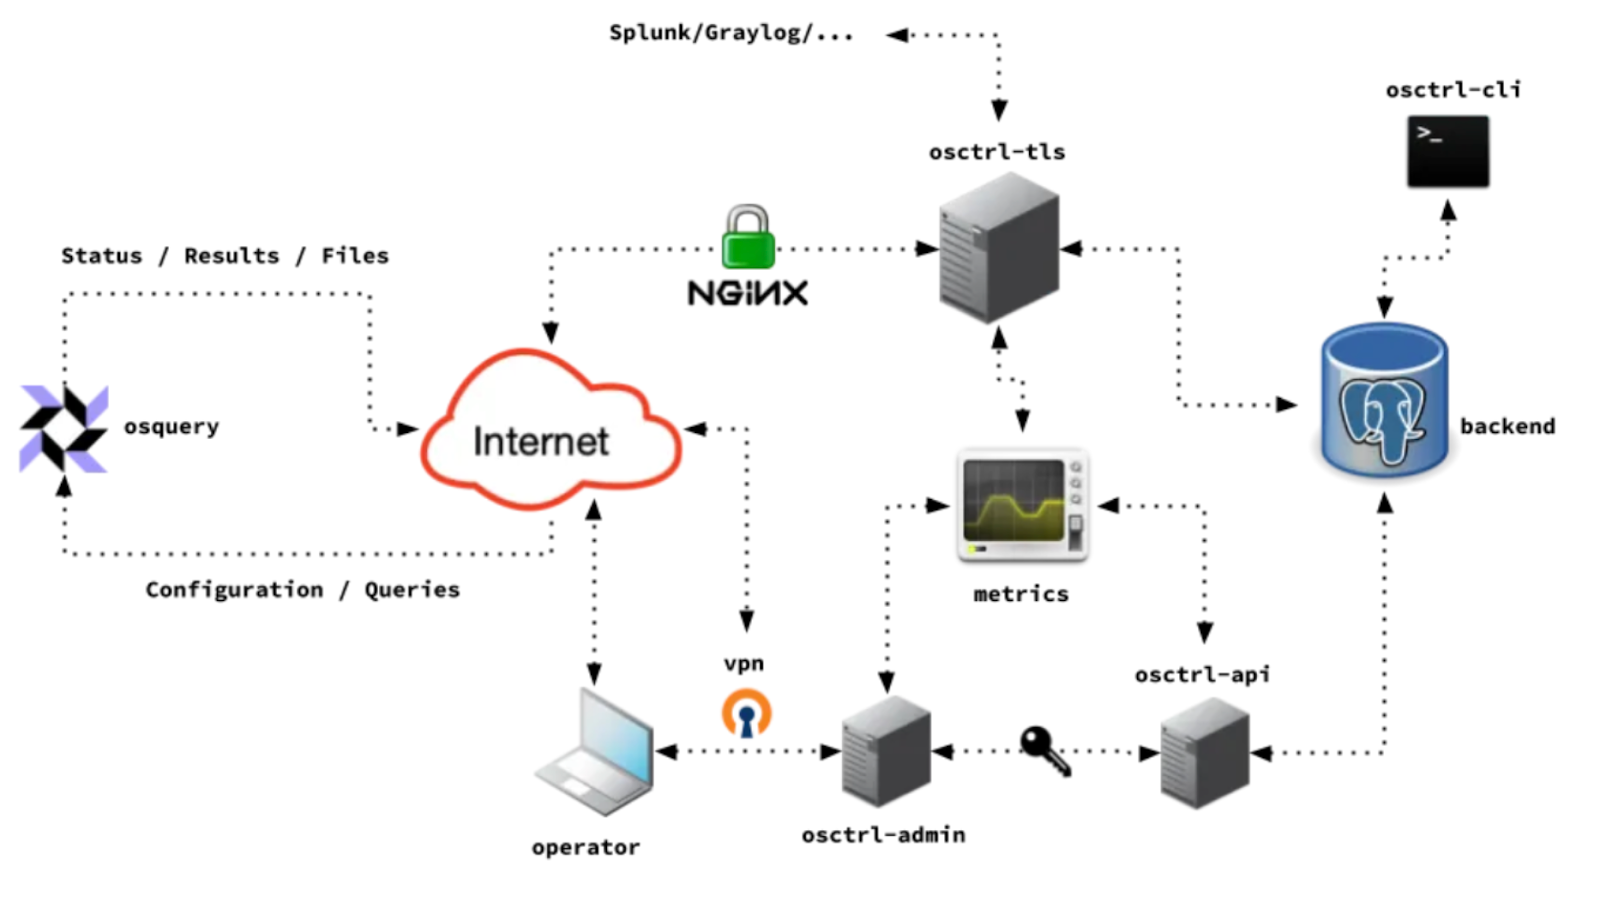 Splunk/Graylog/...
osctrl-cli
>_
osctrl-tls
Status / Results / Files
NGiNX
osquery
Internet
backend
Configuration / Queries
metrics
vpn
osctrl-api
osctrl-admin
operator